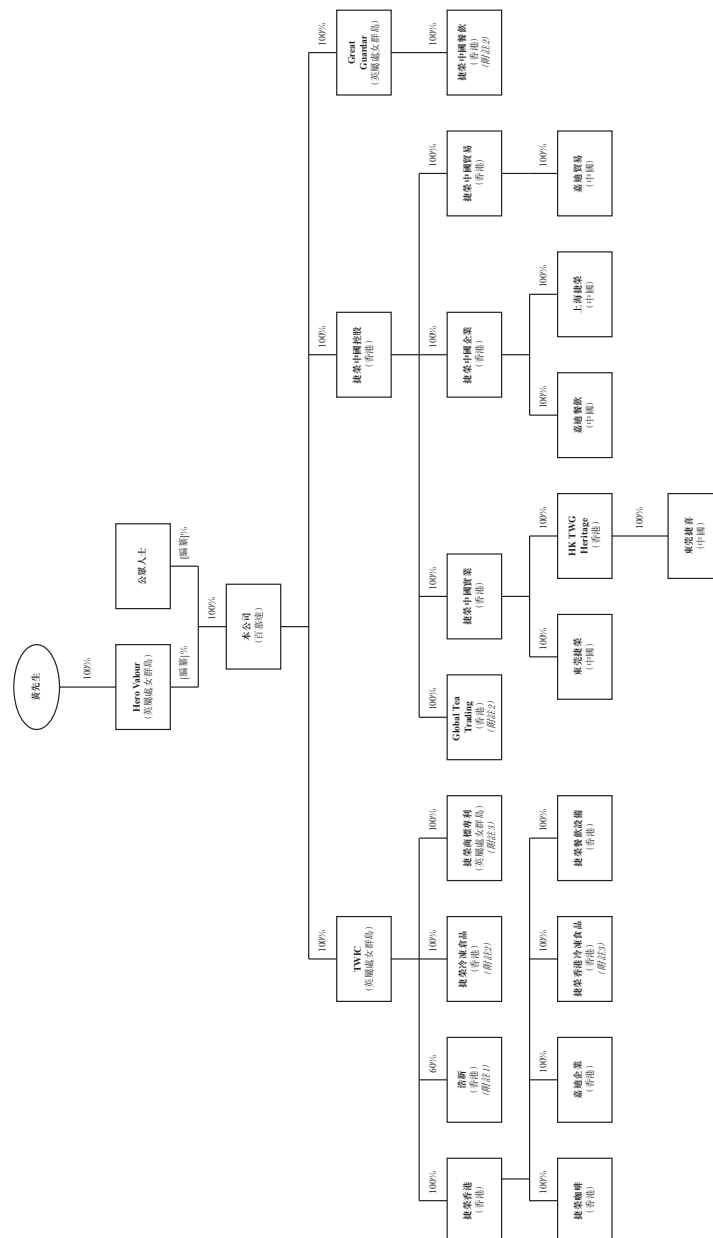 黃先生
100%
Hero Valour
(英屬處女群島)
公眾人士
[編纂]%
[編纂]%
100%
本公司
(百慕達)
100%
TWIC
(英屬處女群島)
100%
捷榮中國控股
(香港)
100%
Great
Guardar
(英屬處女群島)
100%
捷榮香港
(香港)
60%
浩新
(香港)
(附註1)
100%
捷榮冷凍倉品
(香港)
(附註2)
100%
捷榮商標專利
(英屬處女群島)
(附註3)
100%
Global Tea
Trading
(香港)
(附註2)
100%
捷榮中國實業
(香港)
100%
捷榮中國企業
(香港)
100%
捷榮中國貿易
(香港)
100%
捷榮中國餐飲
(香港)
(附註2)
100%
捷榮咖啡
(香港)
100%
嘉迪企業
(香港)
100%
捷榮香港冷凍食品
(香港)
(附註3)
100%
捷榮餐飲設備
(香港)
100%
東莞捷榮
(中國)
100%
HK TWG
Heritage
(香港)
100%
嘉迪餐飲
(中國)
100%
上海捷榮
(中國)
100%
嘉迪貿易
(中國)
100%
東莞捷喜
(中國)